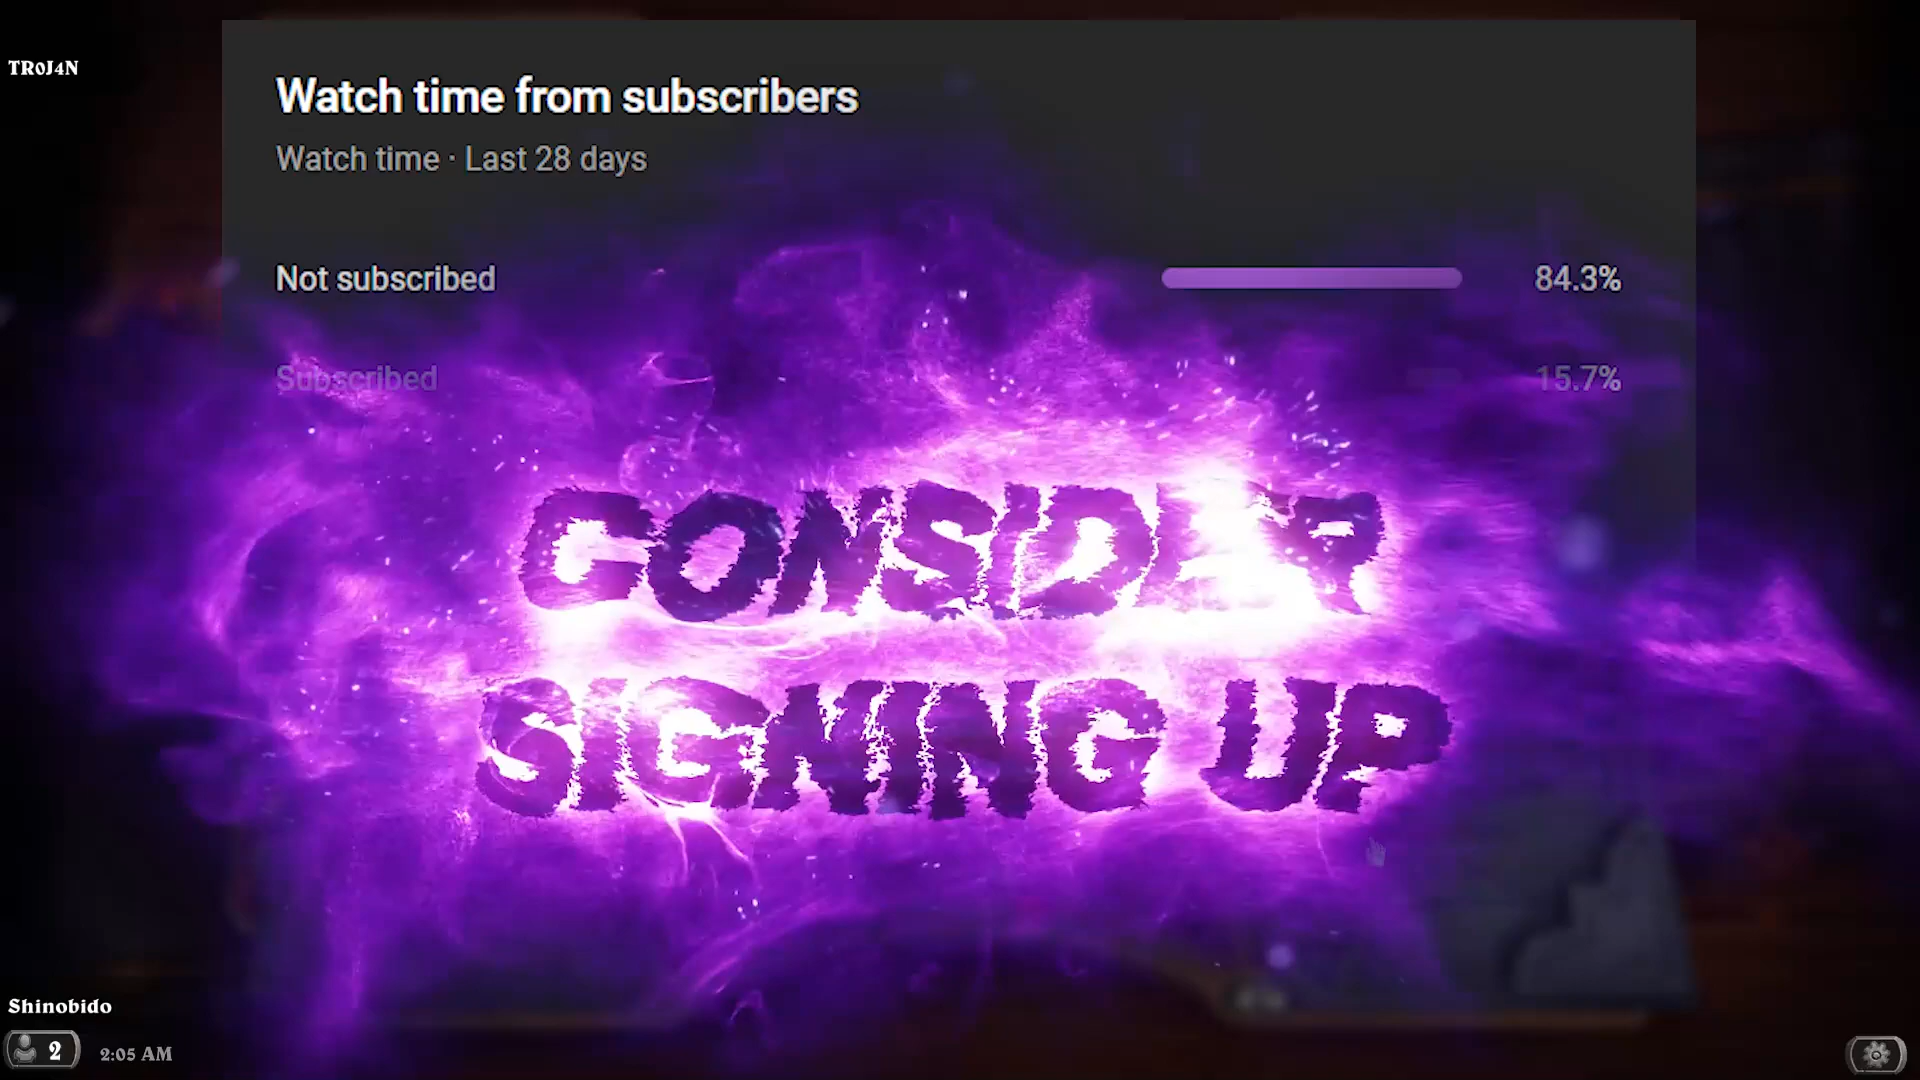 TR0J4N
Watch time from subscribers
Watch time · Last 28 days
Not subscribed 84.3%
Subscribed 15.7%
CONSIDER
SIGNING UP
Shinobido
2 2:05 AM